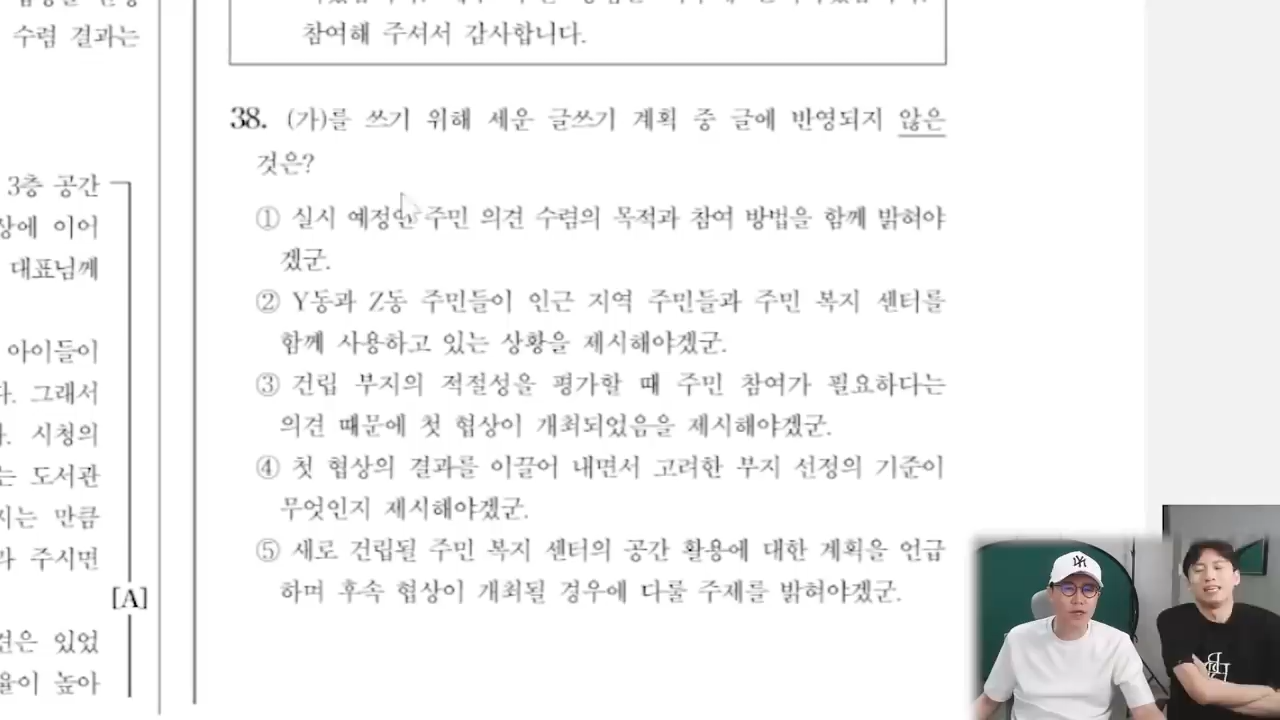 수렴 결과는
3층 공간
상에 이어
대표님께
아이들이
다. 그래서
시청의
는 도서관
지는 만큼
주시면
[A]
있었
율이 높아
참여해 주셔서 감사합니다.
38. (가)를 쓰기 위해 세운 글쓰기 계획 중 글에 반영되지 않은
것은?
① 실시 예정인 주민 의견 수렴의 목적과 참여 방법을 함께 밝혀야
겠군.
② Y동과 Z동 주민들이 인근 지역 주민들과 주민 복지 센터를
함께 사용하고 있는 상황을 제시해야겠군.
③ 건립 부지의 적절성을 평가할 때 주민 참여가 필요하다는
의견 때문에 첫 협상이 개최되었음을 제시해야겠군.
④ 첫 협상의 결과를 이끌어 내면서 고려한 부지 선정의 기준이
무엇인지 제시해야겠군.
⑤ 새로 건립될 주민 복지 센터의 공간 활용에 대한 계획을 언급
하며 후속 협상이 개최될 경우에 다룰 주제를 밝혀야겠군.
NY